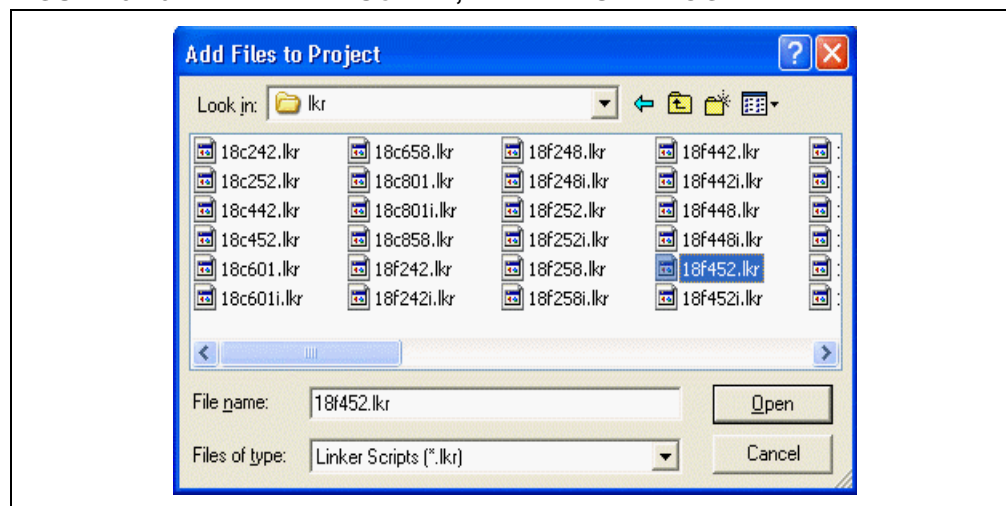 Add Files to Project
Look in: lkr
18c242.lkr 18c658.lkr 18f248.lkr 18f442.lkr
18c252.lkr 18c801.lkr 18f248i.lkr 18f442i.lkr
18c442.lkr 18c801i.lkr 18f252.lkr 18f448.lkr
18c452.lkr 18c858.lkr 18f252i.lkr 18f448i.lkr
18c601.lkr 18f242.lkr 18f258.lkr 18f452.lkr
18c601i.lkr 18f242i.lkr 18f258i.lkr 18f452i.lkr
File name: 18f452.lkr Open
Files of type: Linker Scripts (*.lkr) Cancel